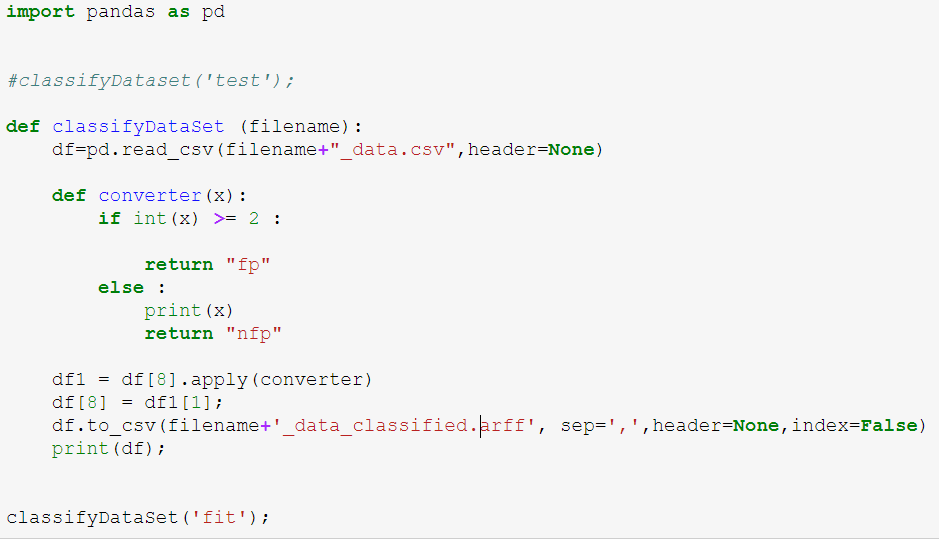 import pandas as pd
#classifyDataset('test');
def classifyDataSet (filename):
df=pd.read_csv(filename+"_data.csv",header=None)
def converter(x):
if int(x) >= 2 :
return "fp"
else :
print(x)
return "nfp"
df1 = df[8].apply(converter)
df[8] = df1[1];
df.to_csv(filename+'_data_classified.arff', sep=',',header=None,index=False)
print(df);
classifyDataSet('fit');